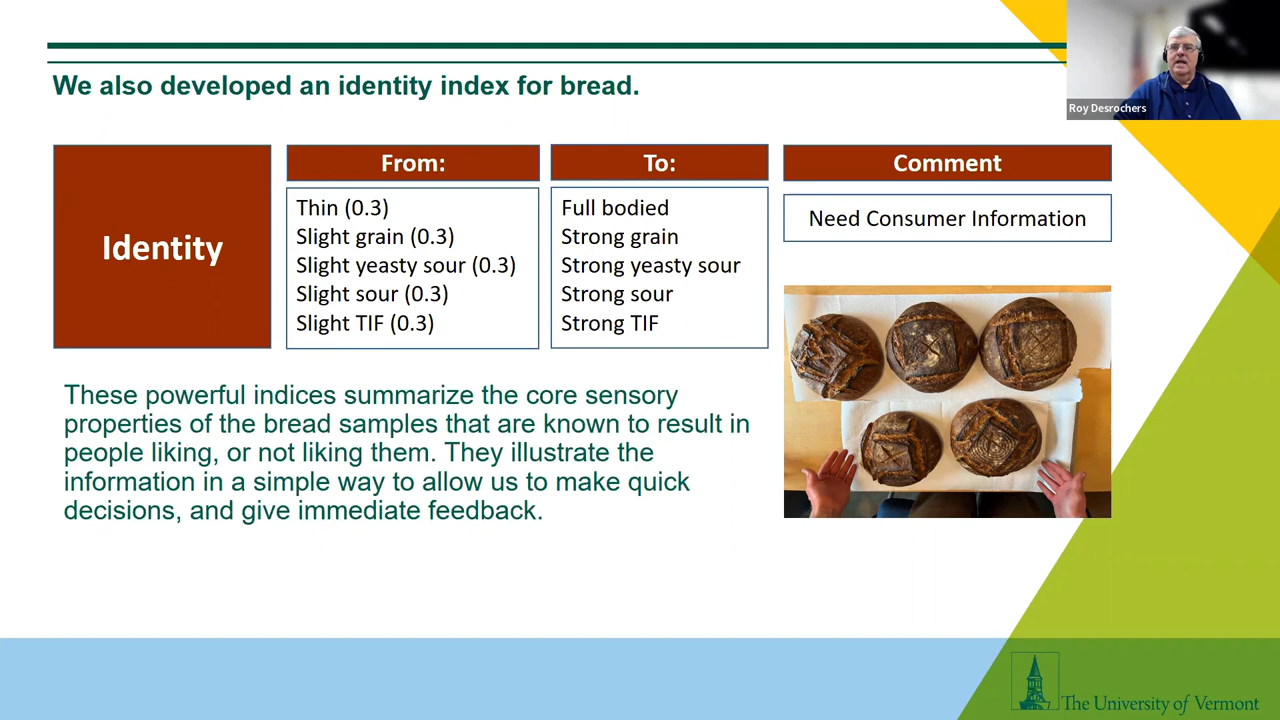 We also developed an identity index for bread.
Roy Desrochers
Identity
From:
Thin (0.3)
Slight grain (0.3)
Slight yeasty sour (0.3)
Slight sour (0.3)
Slight TIF (0.3)
To:
Full bodied
Strong grain
Strong yeasty sour
Strong sour
Strong TIF
Comment
Need Consumer Information
These powerful indices summarize the core sensory
properties of the bread samples that are known to result in
people liking, or not liking them. They illustrate the
information in a simple way to allow us to make quick
decisions, and give immediate feedback.
The University of Vermont